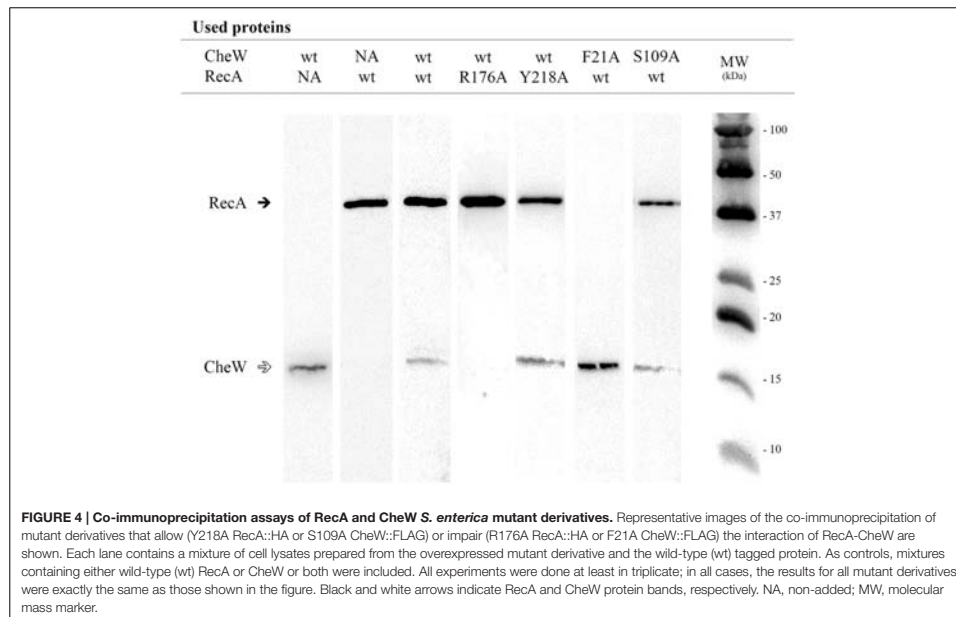 Used proteins
CheW wt NA wt wt wt F21A S109A MW
RecA NA wt wt R176A Y218A wt wt (kDa)
- 100
- 50
RecA →
- 37
- 25
- 20
CheW ⇒
- 15
- 10
FIGURE 4 | Co-immunoprecipitation assays of RecA and CheW S. enterica mutant derivatives. Representative images of the co-immunoprecipitation of
mutant derivatives that allow (Y218A RecA::HA or S109A CheW::FLAG) or impair (R176A RecA::HA or F21A CheW::FLAG) the interaction of RecA-CheW are
shown. Each lane contains a mixture of cell lysates prepared from the overexpressed mutant derivative and the wild-type (wt) tagged protein. As controls, mixtures
containing either wild-type (wt) RecA or CheW or both were included. All experiments were done at least in triplicate; in all cases, the results for all mutant derivatives
were exactly the same as those shown in the figure. Black and white arrows indicate RecA and CheW protein bands, respectively. NA, non-added; MW, molecular
mass marker.